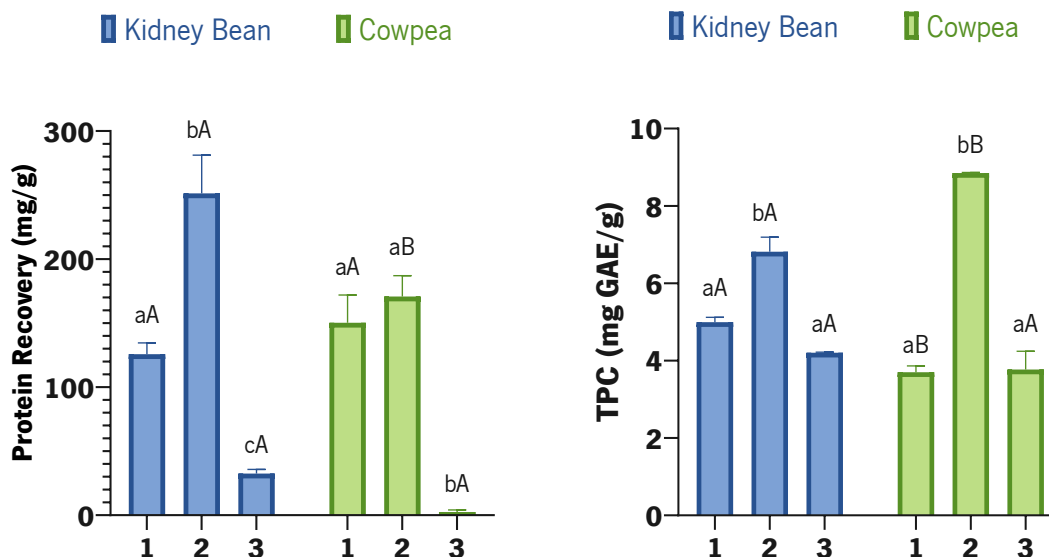 Kidney Bean Cowpea
Protein Recovery (mg/g)
300
200
100
0
aA
bA
cA
aA
aB
bA
1 2 3 1 2 3
Kidney Bean Cowpea
TPC (mg GAE/g)
10
8
6
4
2
0
aA
bA
aA
aB
bB
aA
1 2 3 1 2 3